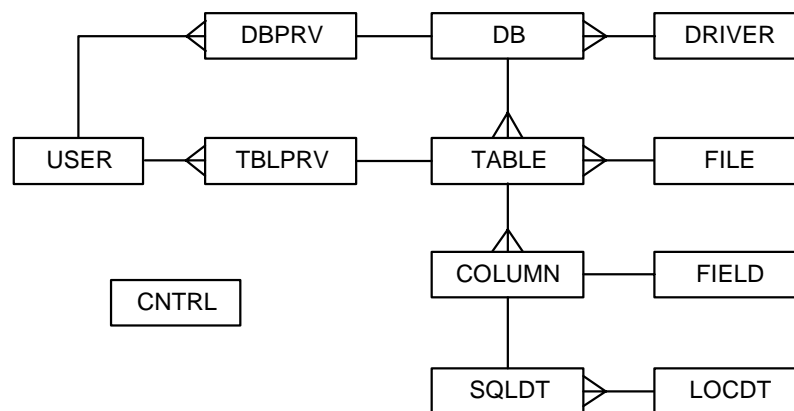 DBPRV DB DRIVER
USER TBLPRV TABLE FILE
COLUMN FIELD
CNTRL
SQLDT LOCDT